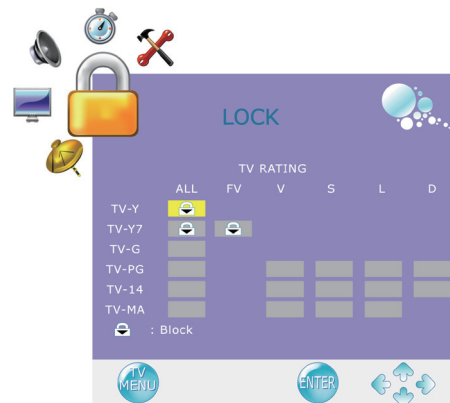 LOCK
TV RATING
ALL FV V S L D
TV-Y
TV-Y7
TV-G
TV-PG
TV-14
TV-MA
: Block
TV
MENU
ENTER